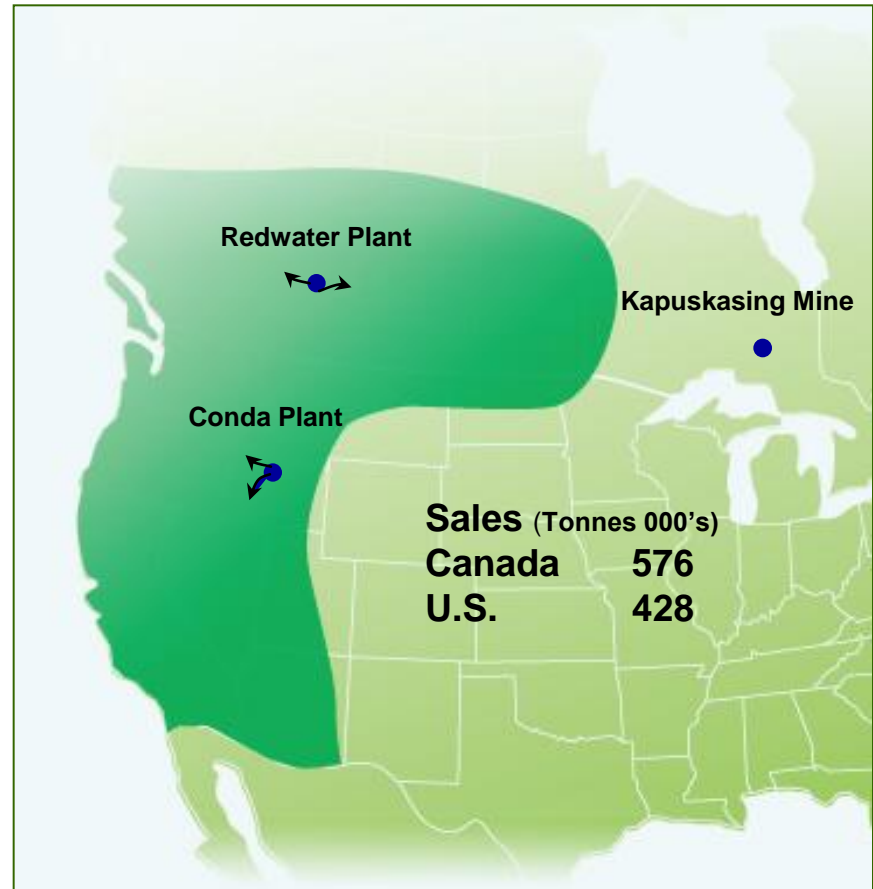 Redwater Plant
Kapuskasing Mine
Conda Plant
Sales (Tonnes 000's)
Canada 576
U.S. 428